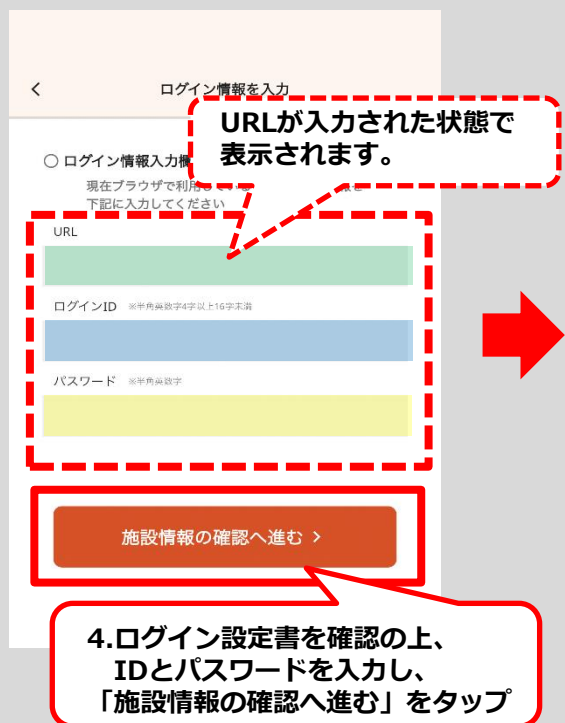 ログイン情報を入力
URLが入力された状態で
表示されます。
○ ログイン情報入力欄
現在ブラウザで利用している
下記に入力してください
URL
ログインID ※半角英数字4字以上16字未満
パスワード ※半角英数字
施設情報の確認へ進む >
4.ログイン設定書を確認の上、
IDとパスワードを入力し、
「施設情報の確認へ進む」をタップ